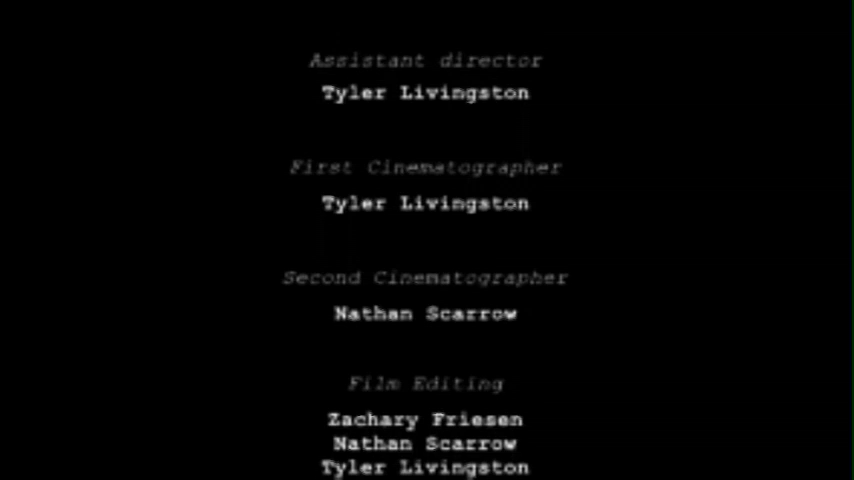 Assistant director
Tyler Livingston
First Cinematographer
Tyler Livingston
Second Cinematographer
Nathan Scarrow
Film Editing
Zachary Friesen
Nathan Scarrow
Tyler Livingston